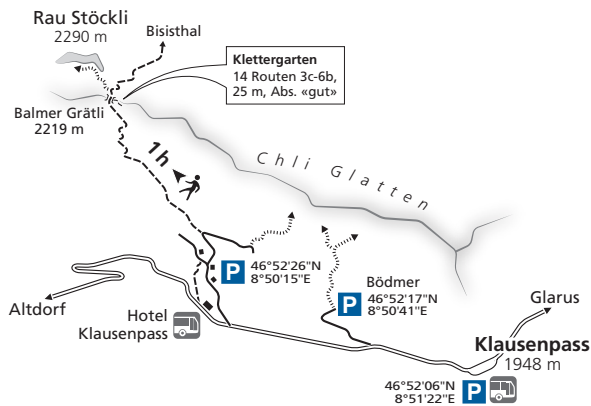 Rau Stöckli
2290 m
Bisisthal
Klettergarten
14 Routen 3c-6b,
25 m, Abs. «gut»
Balmer Grätli
2219 m
1h
Chli Glatten
P
46°52'26"N
8°50'15"E
Bödmer
P
46°52'17"N
8°50'41"E
Altdorf
Hotel
Klausenpass
Glarus
Klausenpass
1948 m
46°52'06"N
8°51'22"E
P